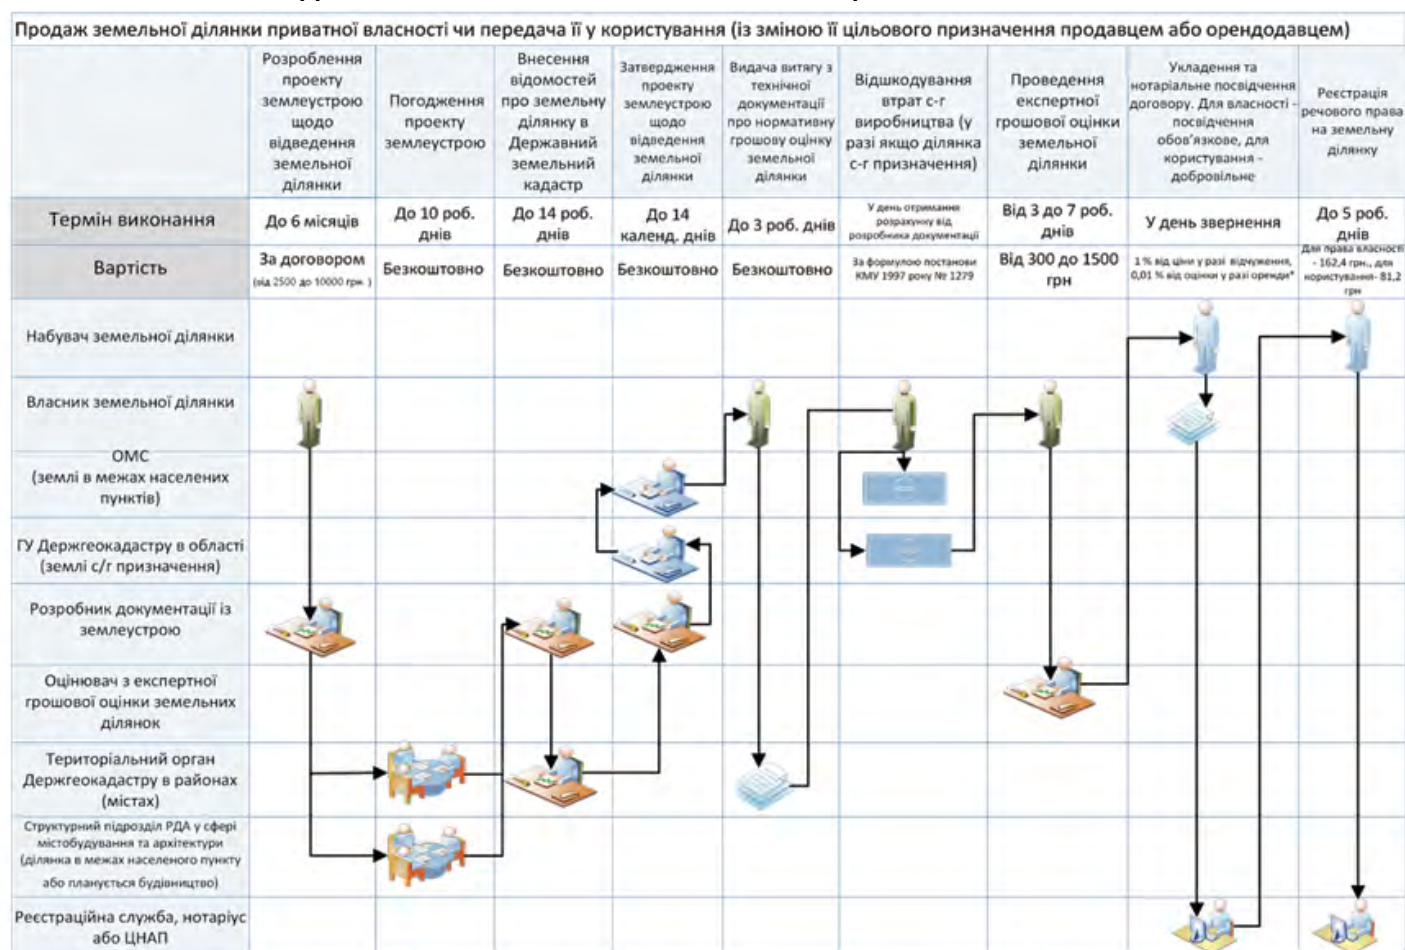 Продаж земельної ділянки приватної власності чи передача її у користування (із зміною її цільового призначення продавцем або орендодавцем)
Розроблення
проекту
землеустрою
щодо
відведення
земельної
ділянки
Погодження
проекту
землеустрою
Внесення
відомостей
про земельну
ділянку в
Державний
земельний
кадастр
Затвердження
проекту
землеустрою
щодо
відведення
земельної
ділянки
Видача витягу з
технічної
документації
про нормативну
грошову оцінку
земельної
ділянки
Відшкодування
втрат с-г
виробництва (у
разі якщо ділянка
с-г призначення)
Проведення
експертної
грошової оцінки
земельної
ділянки
Укладення та
нотаріальне посвідчення
договору. Для власності -
посвідчення
обов'язкове, для
користування -
добровільне
Реєстрація
речового права
на земельну
ділянку
Термін виконання
До 6 місяців
До 10 роб.
днів
До 14 роб.
днів
До 14
календ. днів
До 3 роб. днів
У день отримання
розрахунку від
розробника документації
Від 3 до 7 роб.
днів
У день звернення
До 5 роб.
днів
Вартість
За договором
(від 2500 до 10000 грн. )
Безкоштовно
Безкоштовно
Безкоштовно
Безкоштовно
За формулою постанови
КМУ 1997 року № 1279
Від 300 до 1500
грн
1 % від ціни у разі відчуження,
0,01 % від оцінки у разі оренди*
Для права власності
- 162,4 грн., для
користування- 81,2
грн
Набувач земельної ділянки
Власник земельної ділянки
ОМС
(землі в межах населених
пунктів)
ГУ Держгеокадастру в області
(землі с/г призначення)
Розробник документації із
землеустрою
Оцінювач з експертної
грошової оцінки земельних
ділянок
Територіальний орган
Держгеокадастру в районах
(містах)
Структурний підрозділ РДА у сфері
містобудування та архітектури
(ділянка в межах населеного пункту
або планується будівництво)
Реєстраційна служба, нотаріус
або ЦНАП